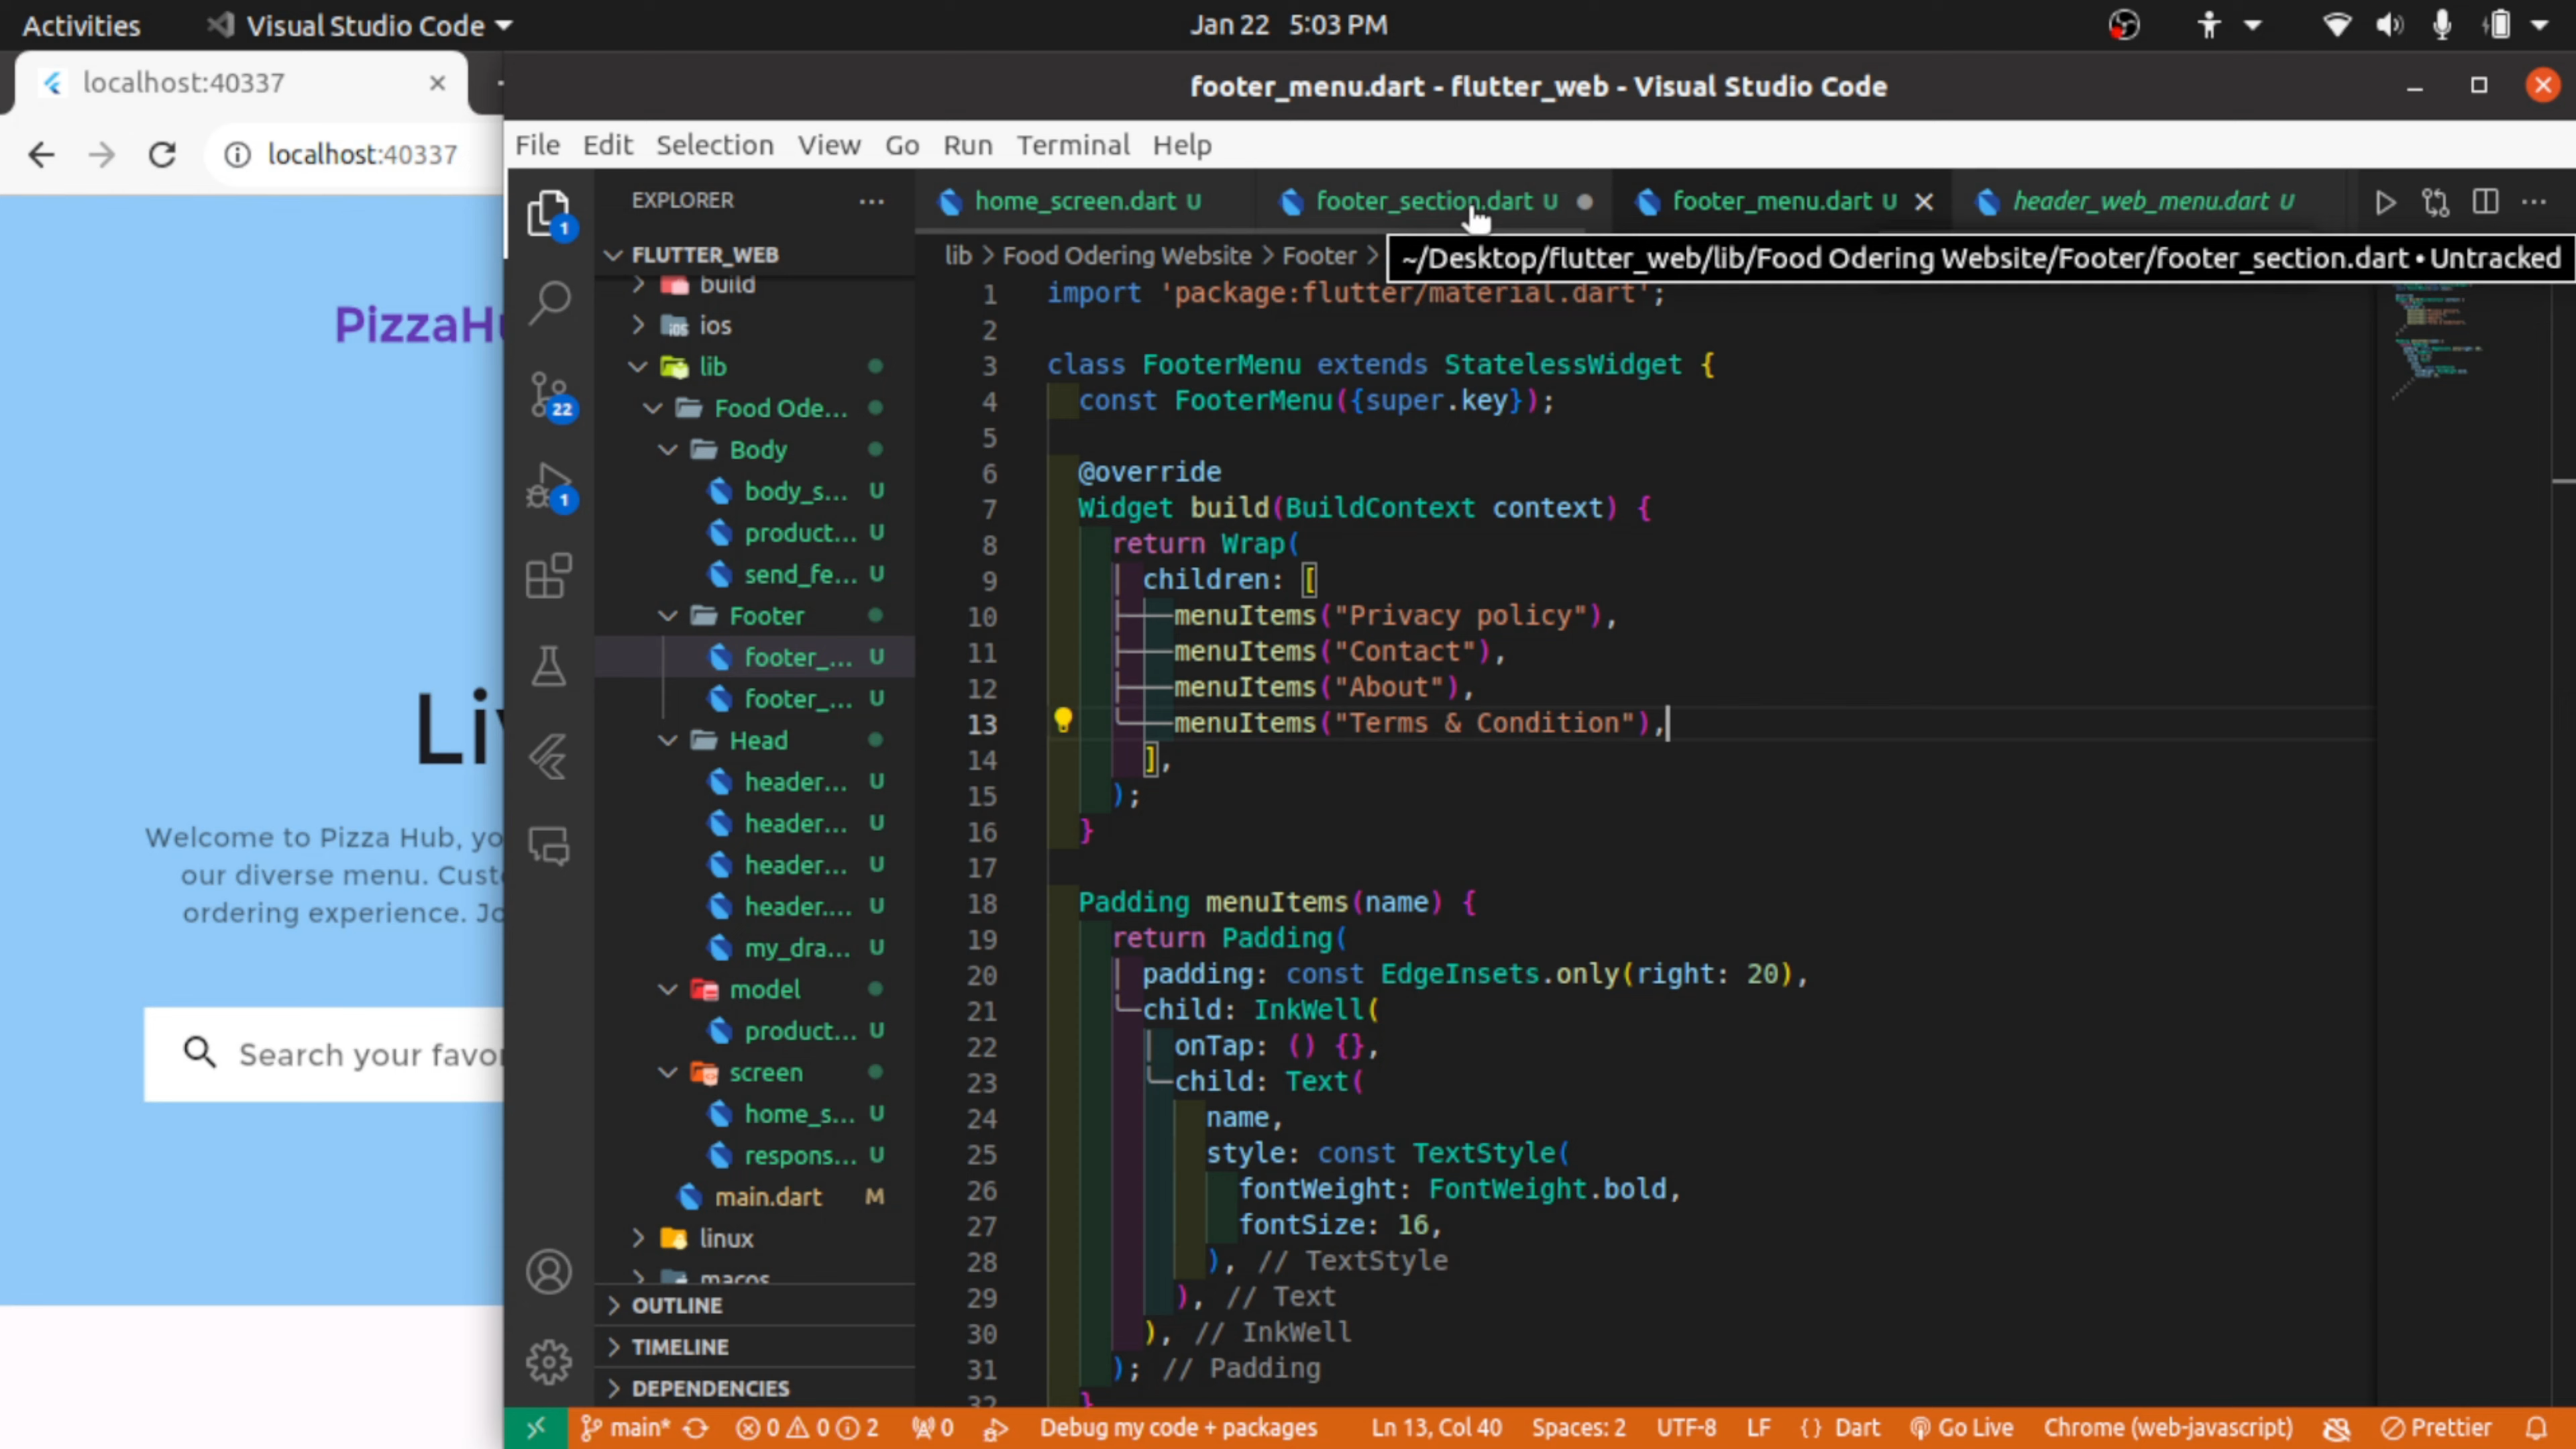 Activities
Visual Studio Code
Jan 22 5:03 PM
localhost:40337
localhost:40337
PizzaHu
Liv
Welcome to Pizza Hub, yo
our diverse menu. Custo
ordering experience. Jo
Search your favor
footer_menu.dart - flutter_web - Visual Studio Code
File Edit Selection View Go Run Terminal Help
EXPLORER
home_screen.dart U
footer_section.dart U
footer_menu.dart U
header_web_menu.dart U
lib > Food Odering Website > Footer >
~/Desktop/flutter_web/lib/Food Odering Website/Footer/footer_section.dart • Untracked
1
22
1
FLUTTER_WEB
build
ios
lib
Food Ode...
Body
body_s... U
product... U
send_fe... U
Footer
footer_... U
footer_... U
Head
header... U
header... U
header... U
header.... U
my_dra... U
model
product... U
screen
home_s... U
respons... U
main.dart M
linux
macos
OUTLINE
TIMELINE
DEPENDENCIES
1 import 'package:flutter/material.dart';
2
3 class FooterMenu extends StatelessWidget {
4 const FooterMenu({super.key});
5
6 @override
7 Widget build(BuildContext context) {
8 return Wrap(
9 children: [
10 menuItems("Privacy policy"),
11 menuItems("Contact"),
12 menuItems("About"),
13 menuItems("Terms & Condition"),
14 ],
15 );
16 }
17
18 Padding menuItems(name) {
19 return Padding(
20 padding: const EdgeInsets.only(right: 20),
21 child: InkWell(
22 onTap: () {},
23 child: Text(
24 name,
25 style: const TextStyle(
26 fontWeight: FontWeight.bold,
27 fontSize: 16,
28 ), // TextStyle
29 ), // Text
30 ), // InkWell
31 ); // Padding
32 }
main* 0 0 2 0 Debug my code + packages Ln 13, Col 40 Spaces: 2 UTF-8 LF {} Dart Go Live Chrome (web-javascript) Prettier